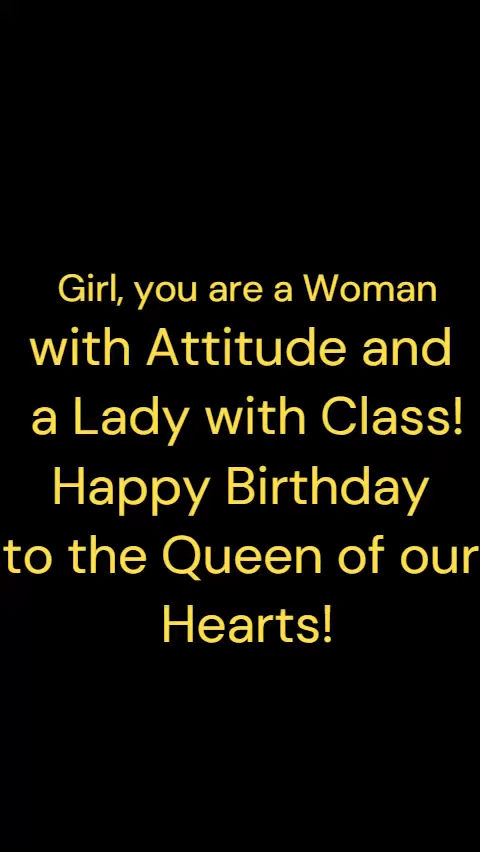 Girl, you are a Woman
with Attitude and
a Lady with Class!
Happy Birthday
to the Queen of our
Hearts!